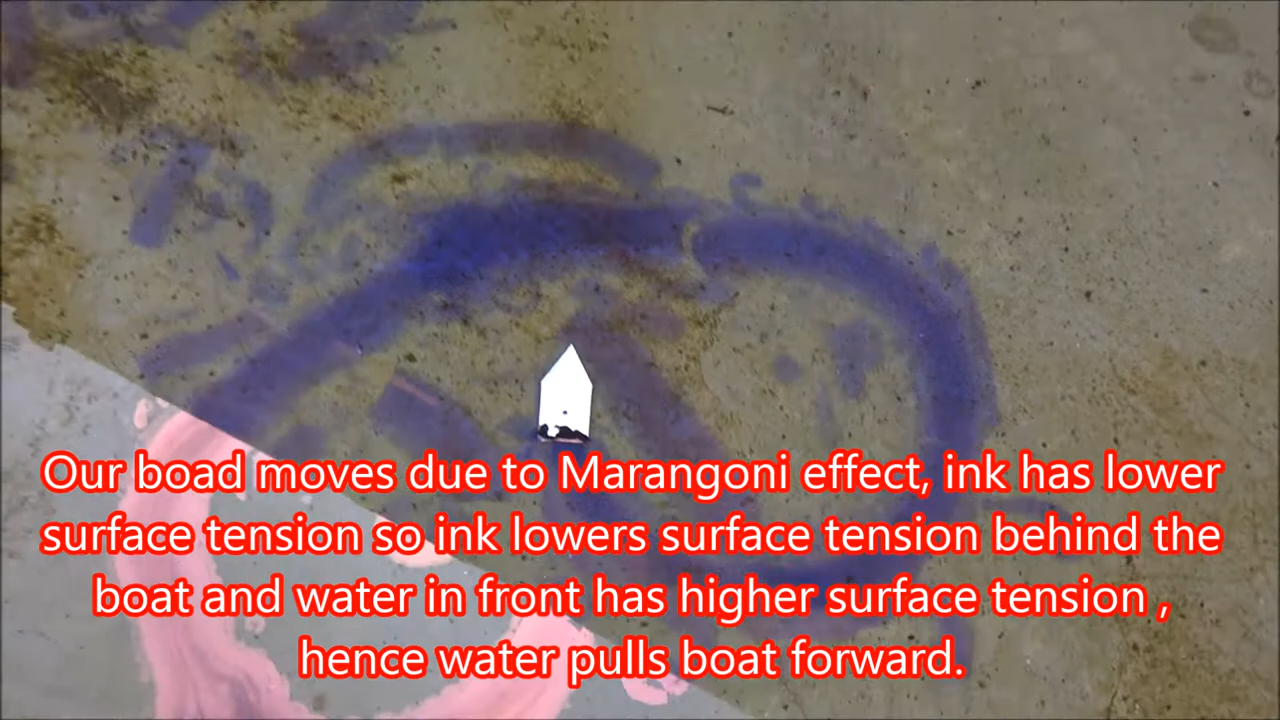 Our boad moves due to Marangoni effect, ink has lower
surface tension so ink lowers surface tension behind the
boat and water in front has higher surface tension ,
hence water pulls boat forward.